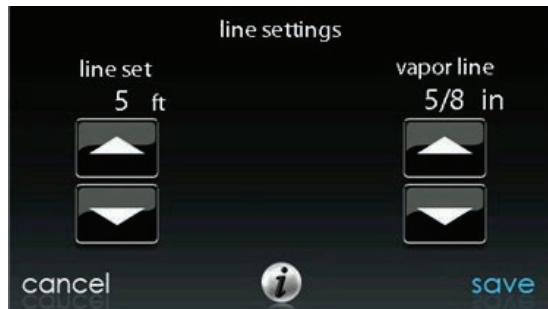 line settings
line set
5 ft
vapor line
5/8 in
cancel
i
save